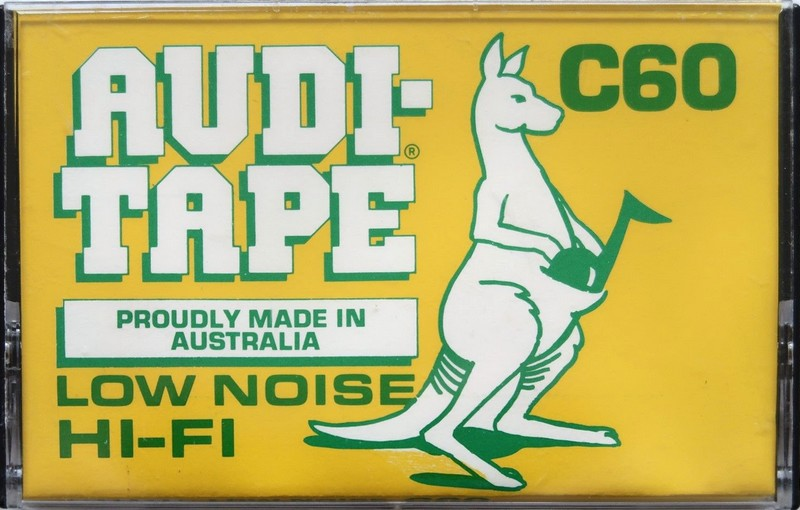 AUDI-
TAPE®
C60
PROUDLY MADE IN
AUSTRALIA
LOW NOISE
HI-FI